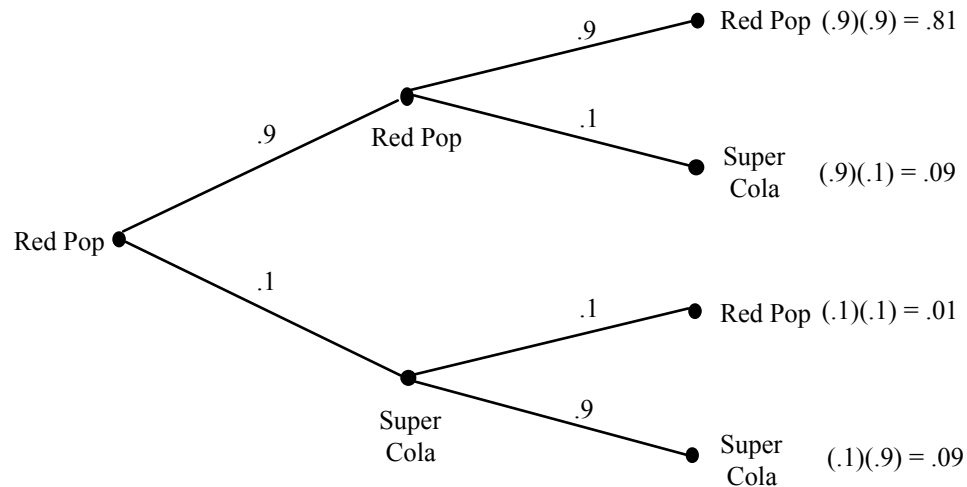 .9
Red Pop (.9)(.9) = .81
.9
Red Pop
.1
Super
Cola
(.9)(.1) = .09
Red Pop
.1
.1
Red Pop (.1)(.1) = .01
Super
Cola
.9
Super
Cola
(.1)(.9) = .09